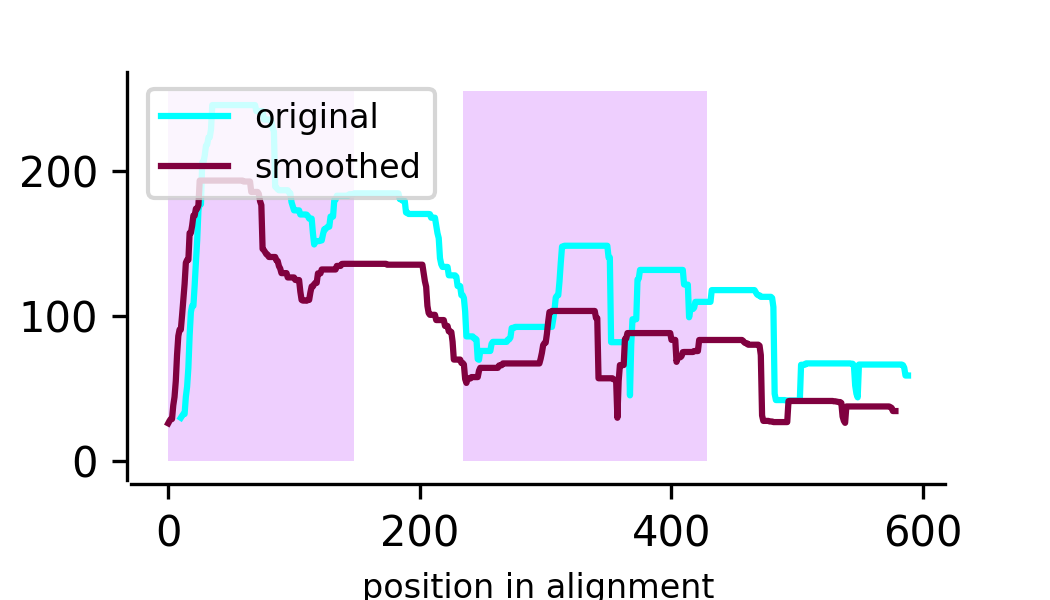 original
smoothed
200
100
0
0 200 400 600
position in alignment